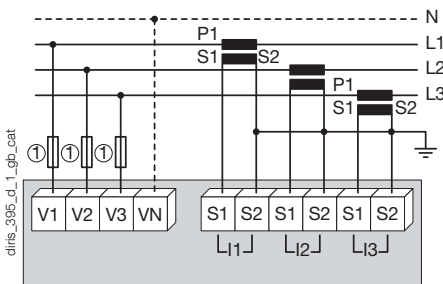 N
P1
L1
S1 S2
L2
P1
L3
S1 S2
① ① ①
diris_395_d_1_gb_cat
V1 V2 V3 VN S1 S2 S1 S2 S1 S2
I1 I2 I3